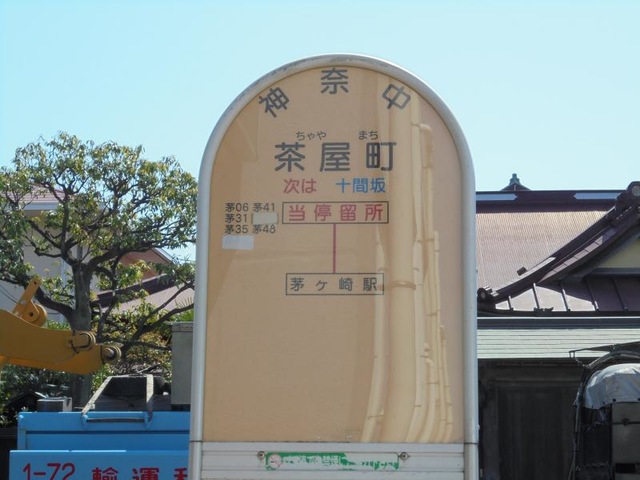 神奈中
ちゃや まち
茶屋町
次は 十間坂
茅06 茅41
茅31
茅35 茅48
当停留所
茅ヶ崎駅
1-72 輸運